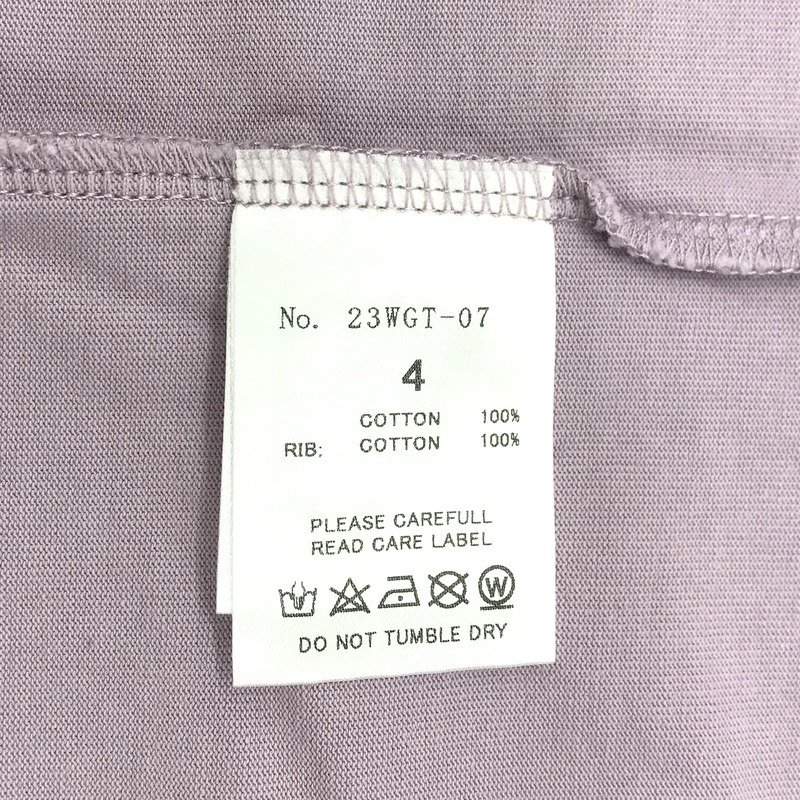 No. 23WGT-07
4
COTTON 100%
RIB: COTTON 100%
PLEASE CAREFULL
READ CARE LABEL
W
DO NOT TUMBLE DRY